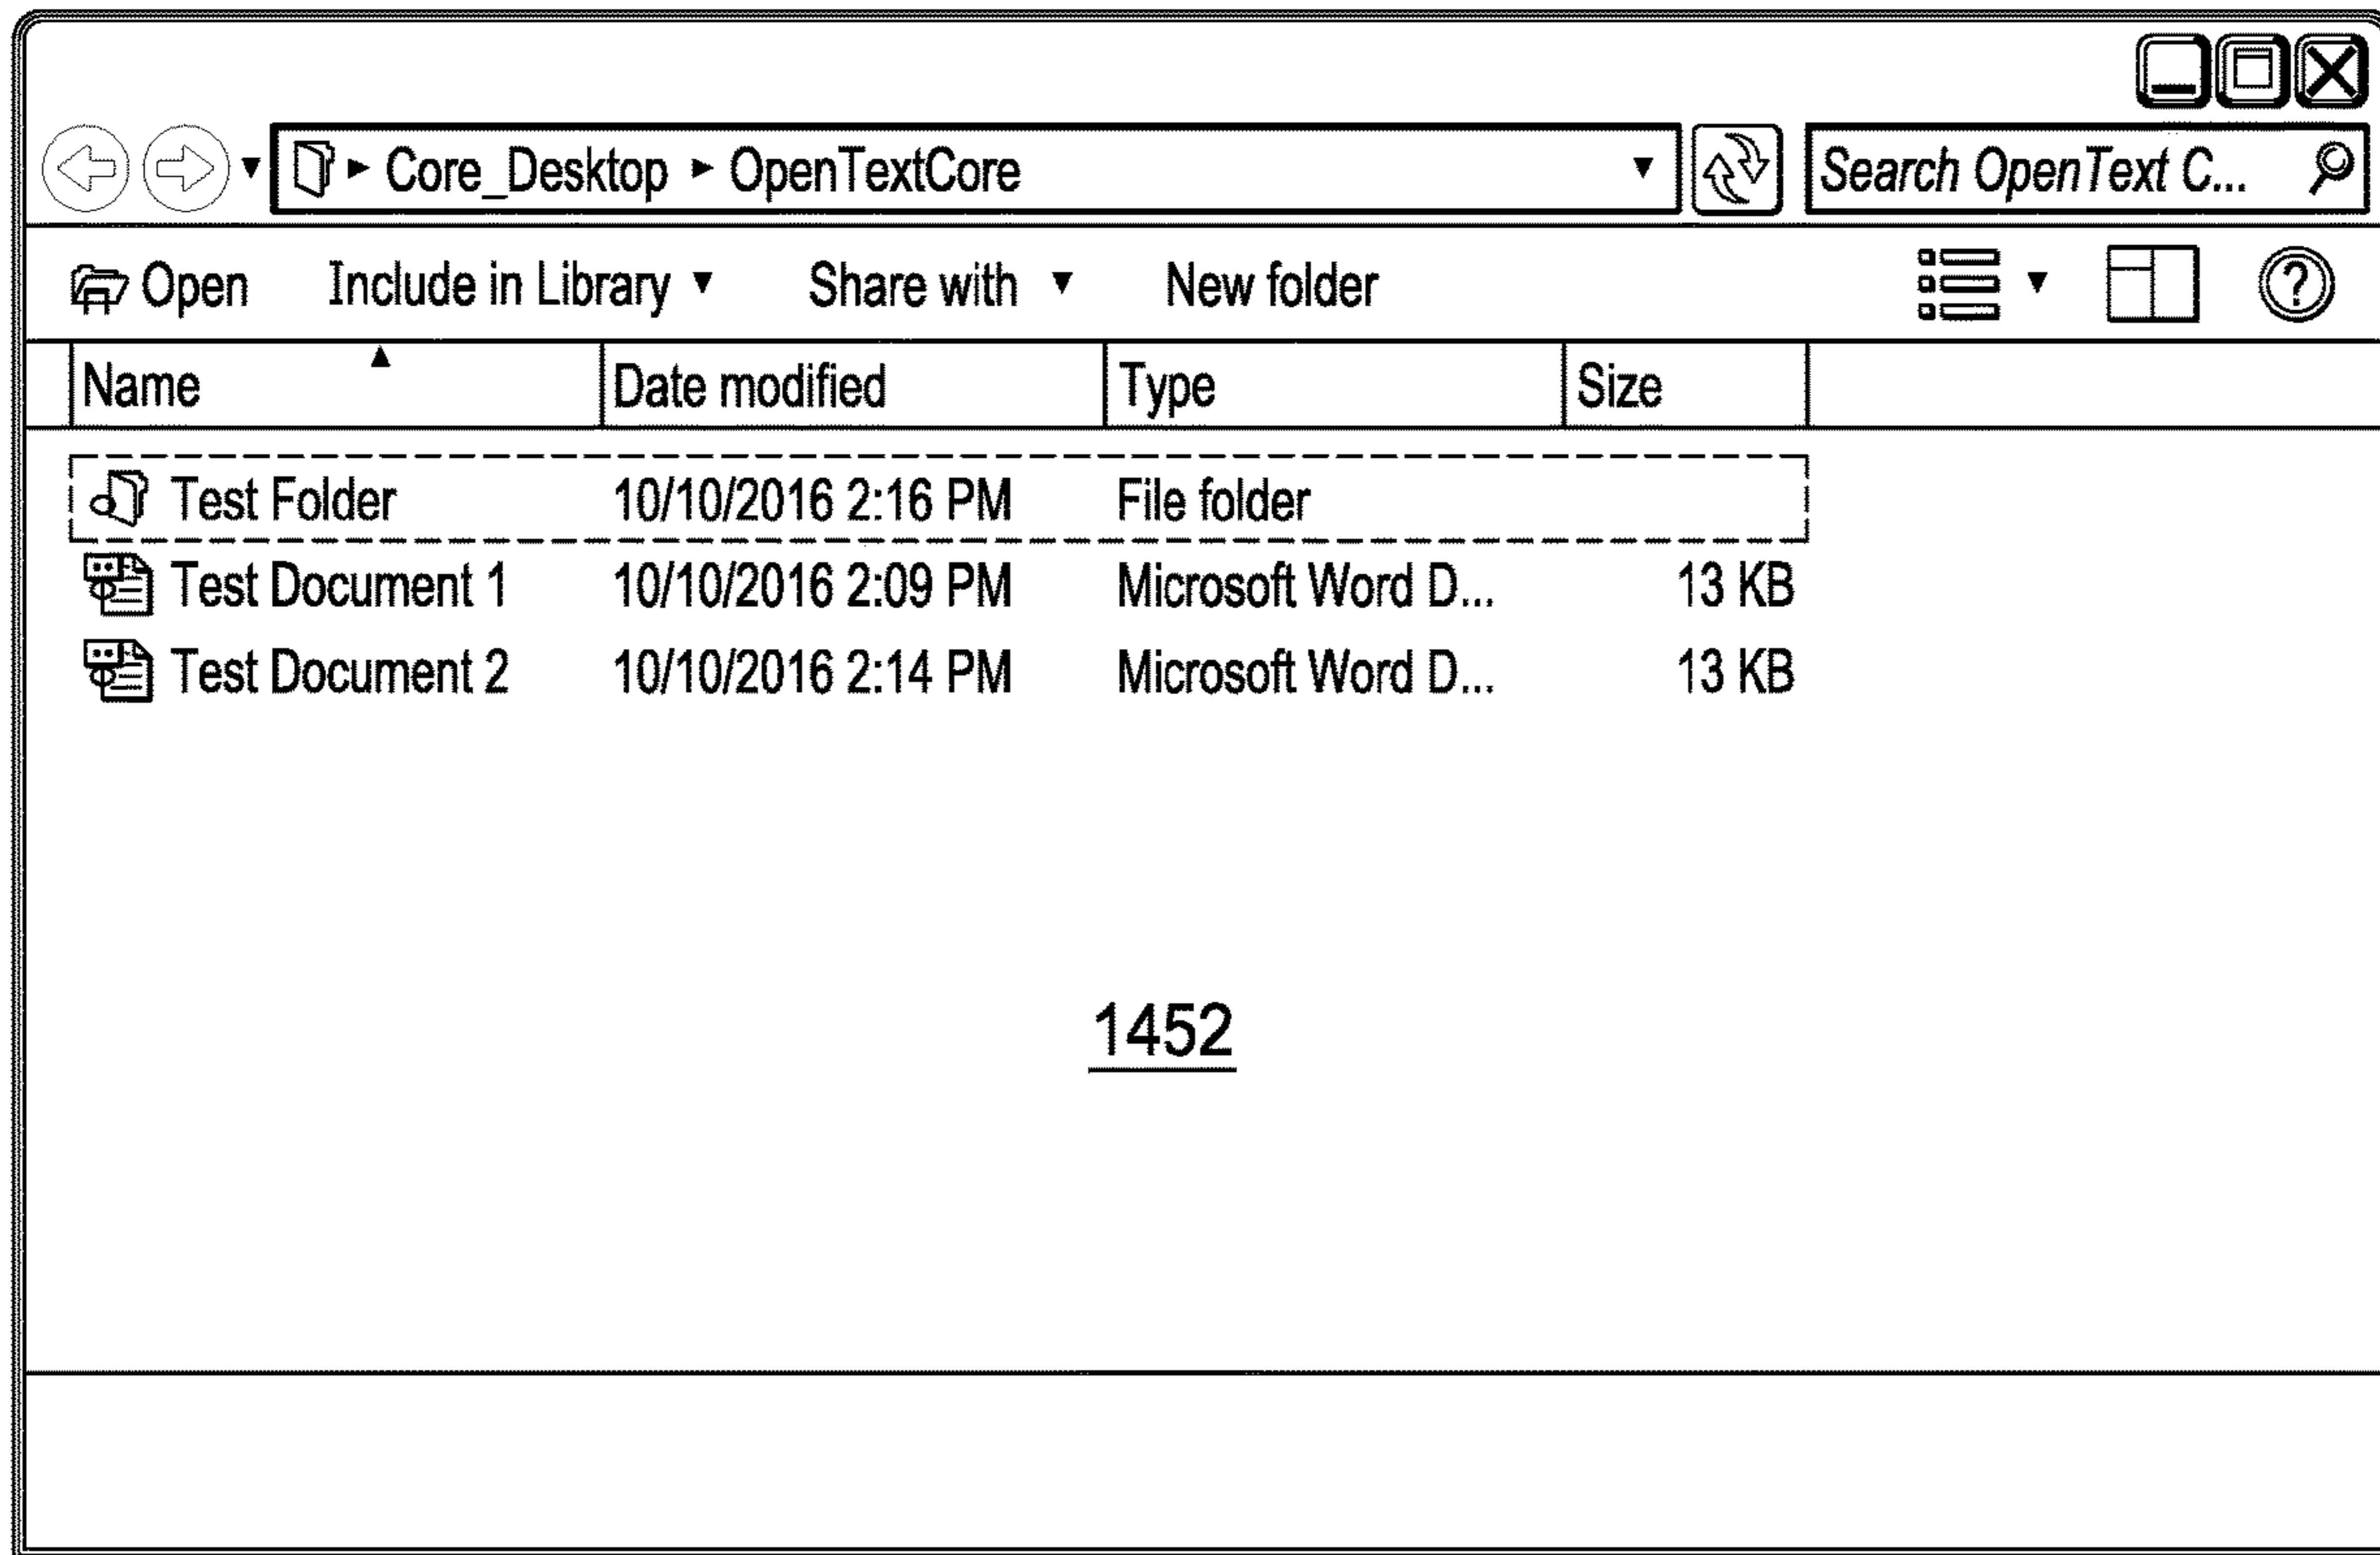 Core_Desktop OpenTextCore Search OpenText C...
Open Include in Library Share with New folder ?
Name Date modified Type Size
Test Folder 10/10/2016 2:16 PM File folder
Test Document 1 10/10/2016 2:09 PM Microsoft Word D... 13 KB
Test Document 2 10/10/2016 2:14 PM Microsoft Word D... 13 KB
1452